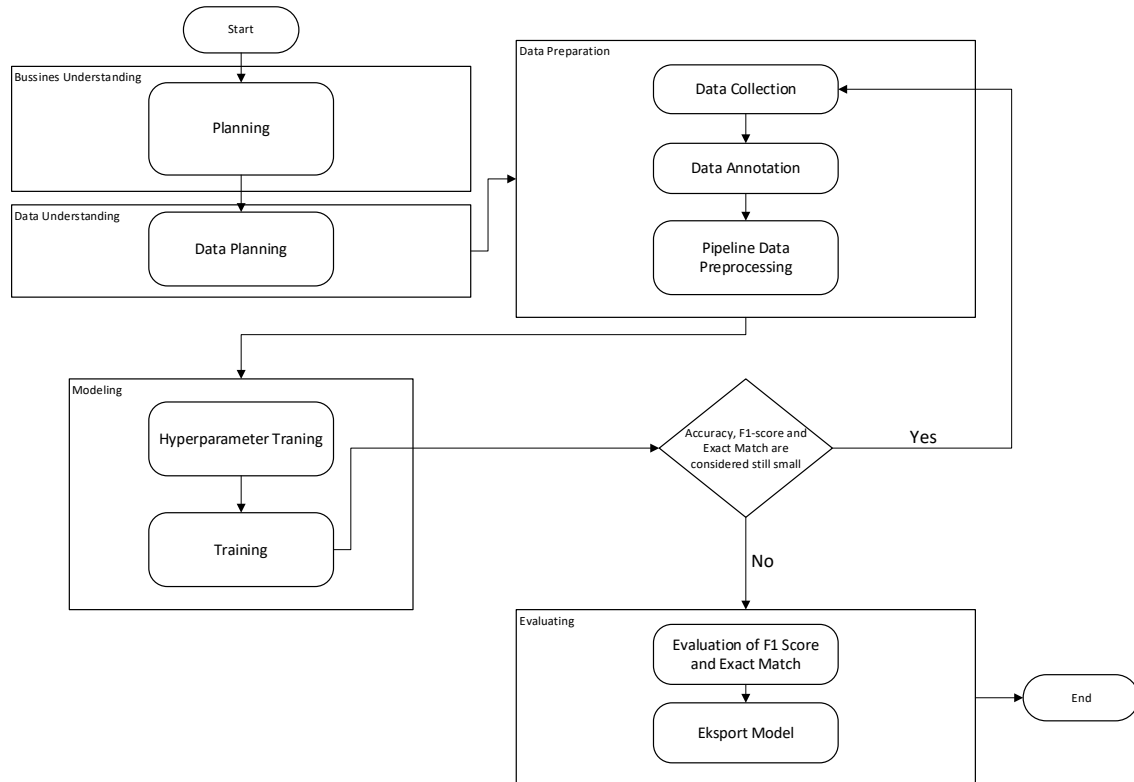 Start
Bussines Understanding
Planning
Data Understanding
Data Planning
Data Preparation
Data Collection
Data Annotation
Pipeline Data
Preprocessing
Modeling
Hyperparameter Traning
Training
Accuracy, F1-score and
Exact Match are
considered still small
Yes
No
Evaluating
Evaluation of F1 Score
and Exact Match
Eksport Model
End